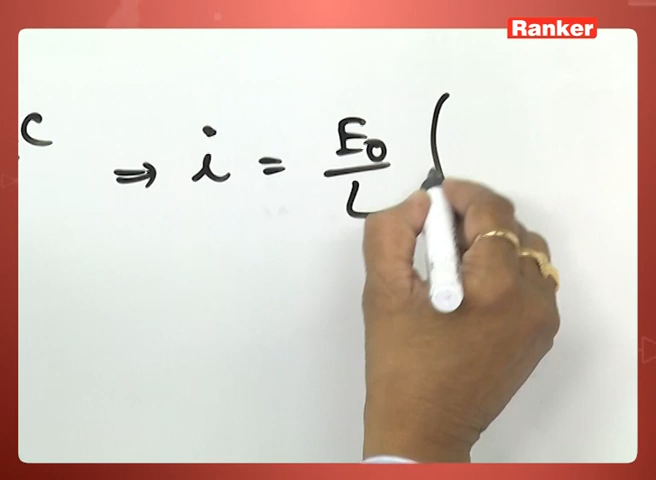 Ranker
C ⇒ i = E₀/L (